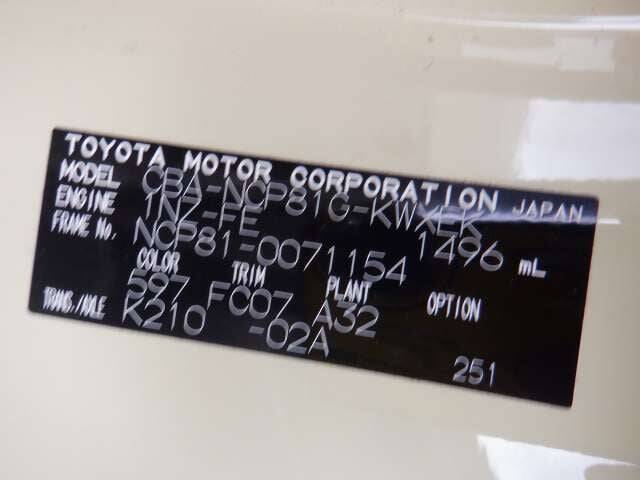 TOYOTA MOTOR CORPORATION JAPAN
MODEL CBA-NCP81G-KWXEK
ENGINE 1NZ-FE 1496 mL
FRAME No. NCP81-0071154
COLOR TRIM PLANT OPTION
597 FC07 A32
TRANS./AXLE K210 -02A
251